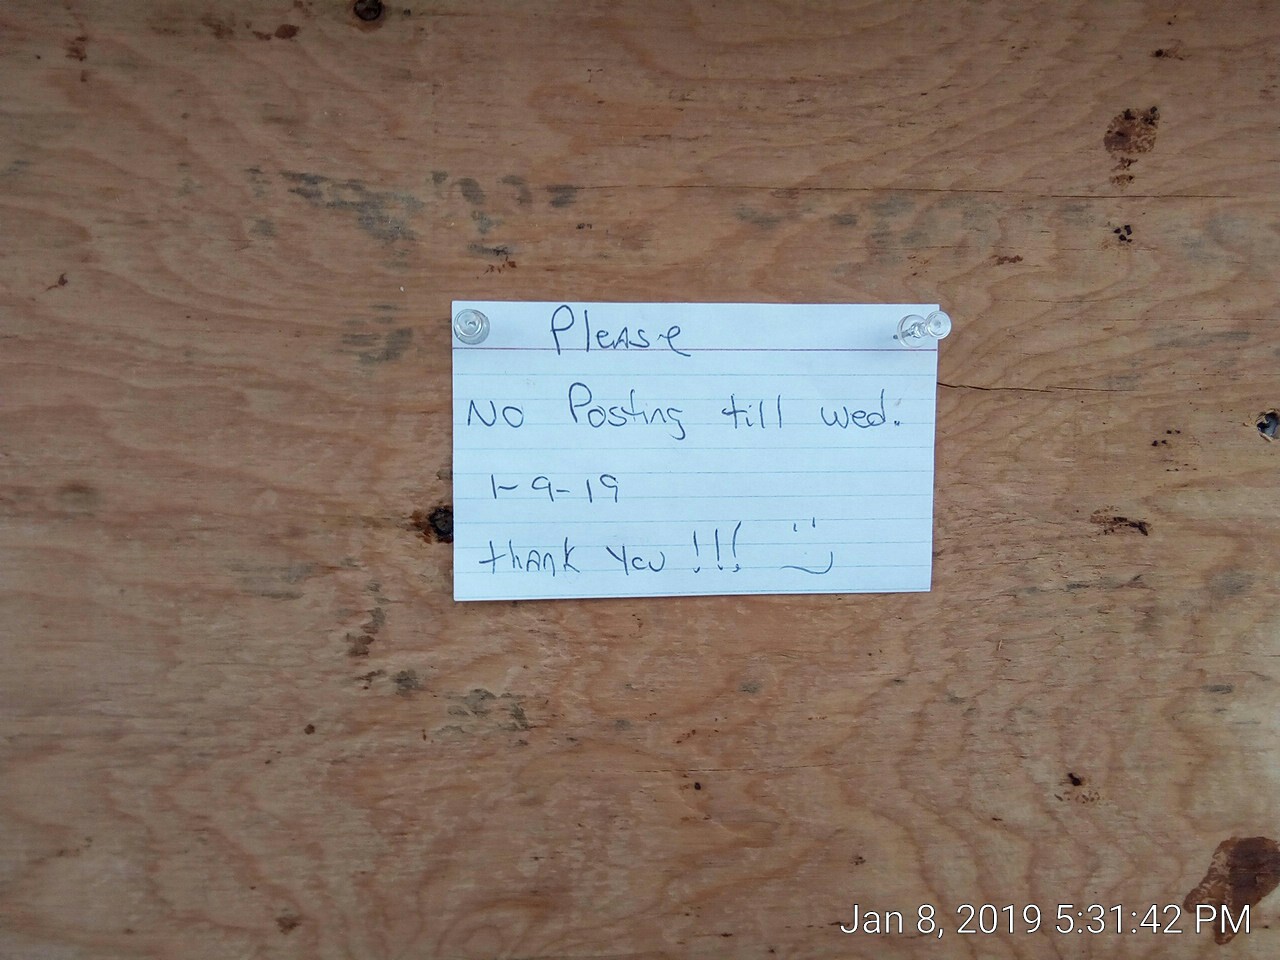 Please
No Posting till wed.
1-9-19
thank you !!!
Jan 8, 2019 5:31:42 PM